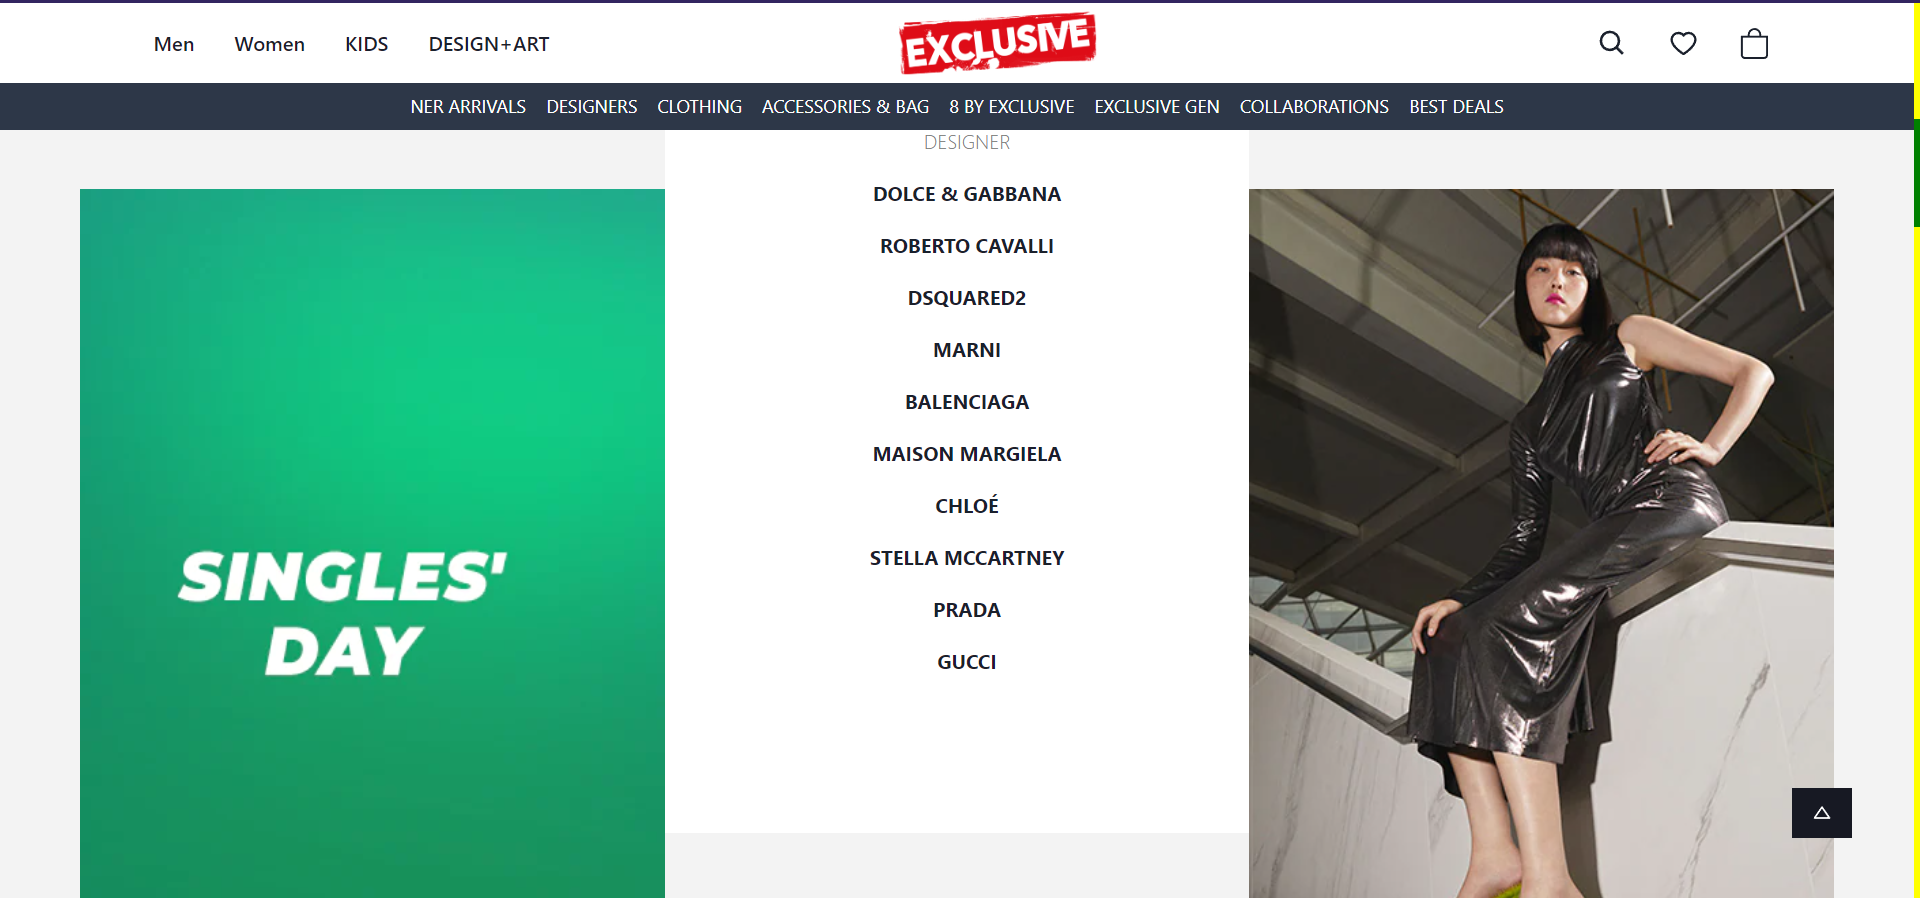 Men Women KIDS DESIGN+ART
EXCLUSIVE
NER ARRIVALS DESIGNERS CLOTHING ACCESSORIES & BAG 8 BY EXCLUSIVE EXCLUSIVE GEN COLLABORATIONS BEST DEALS
DESIGNER
DOLCE & GABBANA
ROBERTO CAVALLI
DSQUARED2
MARNI
BALENCIAGA
MAISON MARGIELA
CHLOÉ
STELLA MCCARTNEY
PRADA
GUCCI
SINGLES'
DAY